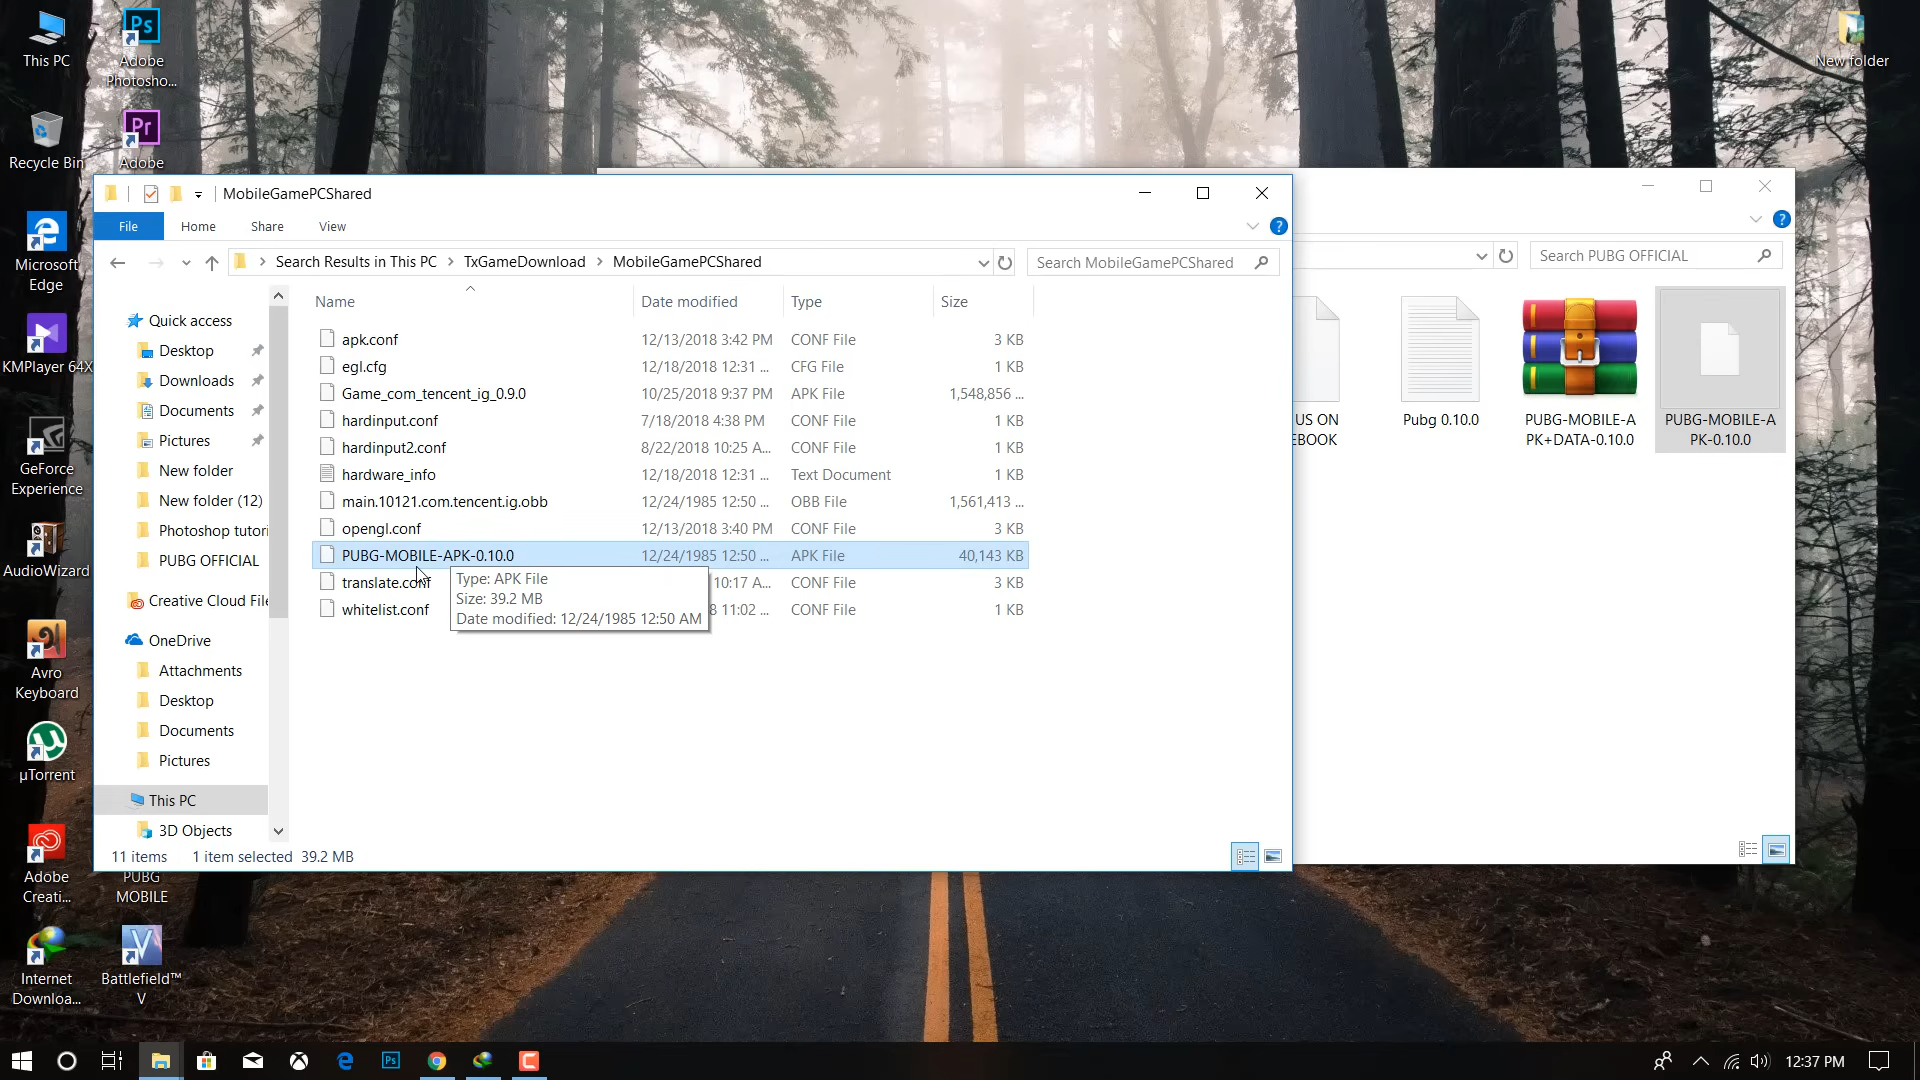 This PC
Adobe
Photosho...
Recycle Bin
Adobe
Microsoft
Edge
KMPlayer 64X
GeForce
Experience
AudioWizard
Avro
Keyboard
µTorrent
Adobe
Creati...
PUBG
MOBILE
Internet
Downloa...
Battlefield™
V
New folder
MobileGamePCShared
File
Home
Share
View
Search Results in This PC
TxGameDownload
MobileGamePCShared
Search MobileGamePCShared
Name
Date modified
Type
Size
Quick access
Desktop
Downloads
Documents
Pictures
New folder
New folder (12)
Photoshop tutori
PUBG OFFICIAL
Creative Cloud File
OneDrive
Attachments
Desktop
Documents
Pictures
This PC
3D Objects
apk.conf 12/13/2018 3:42 PM CONF File 3 KB
egl.cfg 12/18/2018 12:31 ... CFG File 1 KB
Game_com_tencent_ig_0.9.0 10/25/2018 9:37 PM APK File 1,548,856 ...
hardinput.conf 7/18/2018 4:38 PM CONF File 1 KB
hardinput2.conf 8/22/2018 10:25 A... CONF File 1 KB
hardware_info 12/18/2018 12:31 ... Text Document 1 KB
main.10121.com.tencent.ig.obb 12/24/1985 12:50 ... OBB File 1,561,413 ...
opengl.conf 12/13/2018 3:40 PM CONF File 3 KB
PUBG-MOBILE-APK-0.10.0 12/24/1985 12:50 ... APK File 40,143 KB
translate.conf 10:17 A... CONF File 3 KB
whitelist.conf 8 11:02 ... CONF File 1 KB
Type: APK File
Size: 39.2 MB
Date modified: 12/24/1985 12:50 AM
11 items 1 item selected 39.2 MB
Search PUBG OFFICIAL
US ON
EBOOK
Pubg 0.10.0
PUBG-MOBILE-A
PK+DATA-0.10.0
PUBG-MOBILE-A
PK-0.10.0
12:37 PM
Ps
Pr
Ps